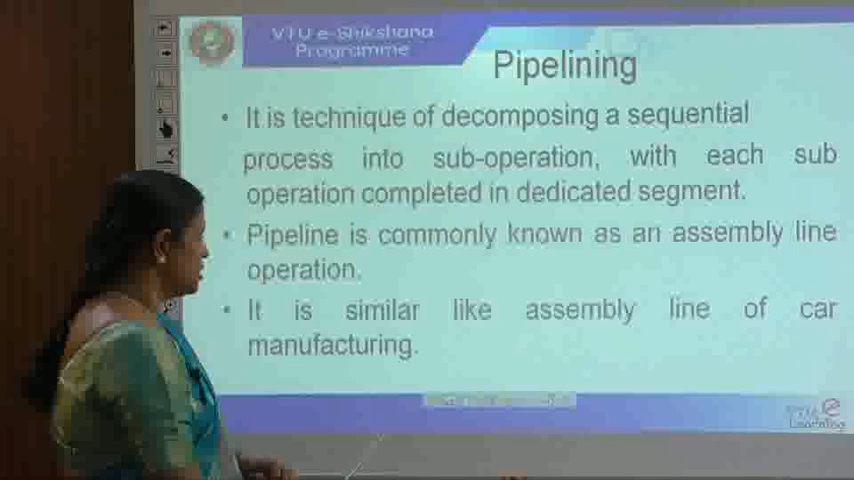 VTU e-Shikshana
Programme
Pipelining
• It is technique of decomposing a sequential
process into sub-operation, with each sub
operation completed in dedicated segment.
• Pipeline is commonly known as an assembly line
operation.
• It is similar like assembly line of car
manufacturing.
VTU e
Learning